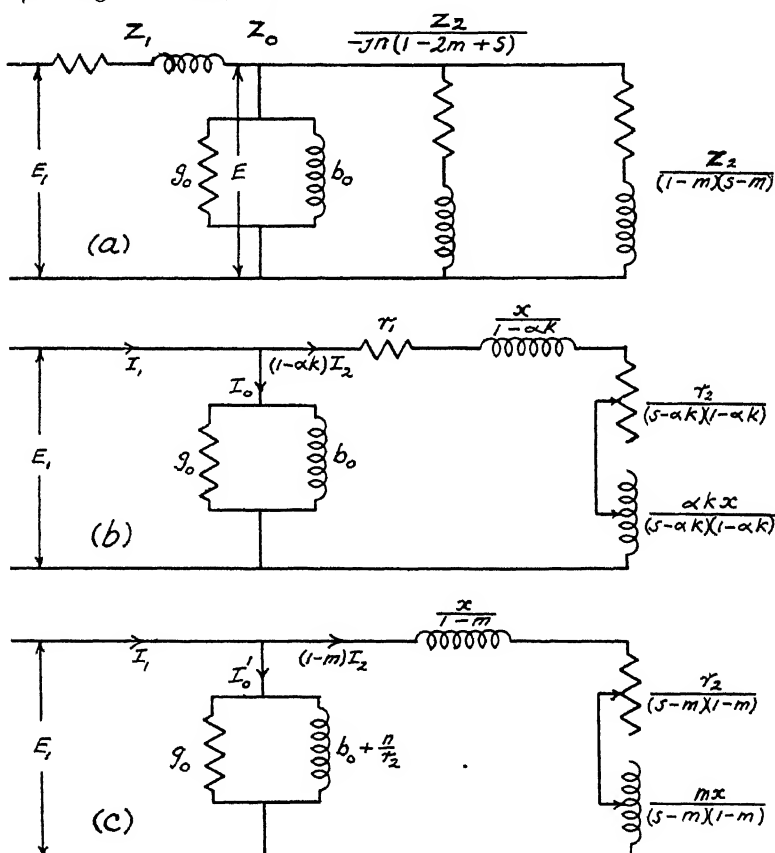 Z₁
Z₀
Z₂
-jn(1-2m+s)
E₁
g₀
E
b₀
Z₂
(1-m)(s-m)
(a)
r₁
x
1-αk
I₁
(1-αk)I₂
I₀
r₂
(s-αk)(1-αk)
E₁
g₀
b₀
αkx
(s-αk)(1-αk)
(b)
x
1-m
I₁
(1-m)I₂
I₀'
r₂
(s-m)(1-m)
E₁
g₀
b₀ + n/r₂
mx
(s-m)(1-m)
(c)